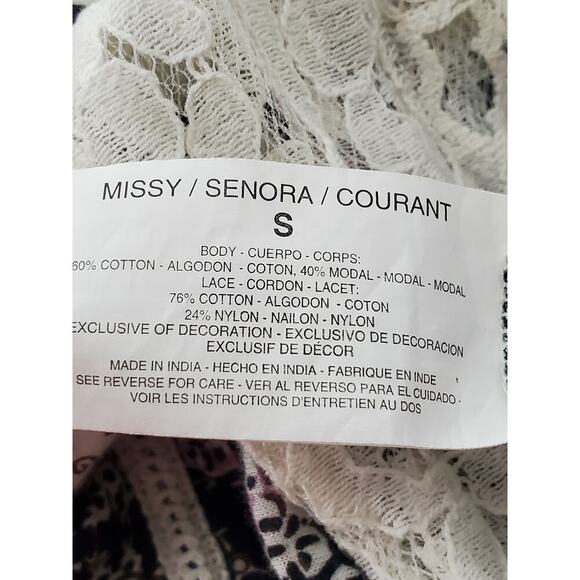 MISSY / SENORA / COURANT
S
BODY - CUERPO - CORPS:
60% COTTON - ALGODON - COTON, 40% MODAL - MODAL - MODAL
LACE - CORDON - LACET:
76% COTTON - ALGODON - COTON
24% NYLON - NAILON - NYLON
EXCLUSIVE OF DECORATION - EXCLUSIVO DE DECORACION
EXCLUSIF DE DÉCOR
MADE IN INDIA - HECHO EN INDIA - FABRIQUE EN INDE
SEE REVERSE FOR CARE - VER AL REVERSO PARA EL CUIDADO -
VOIR LES INSTRUCTIONS D'ENTRETIEN AU DOS